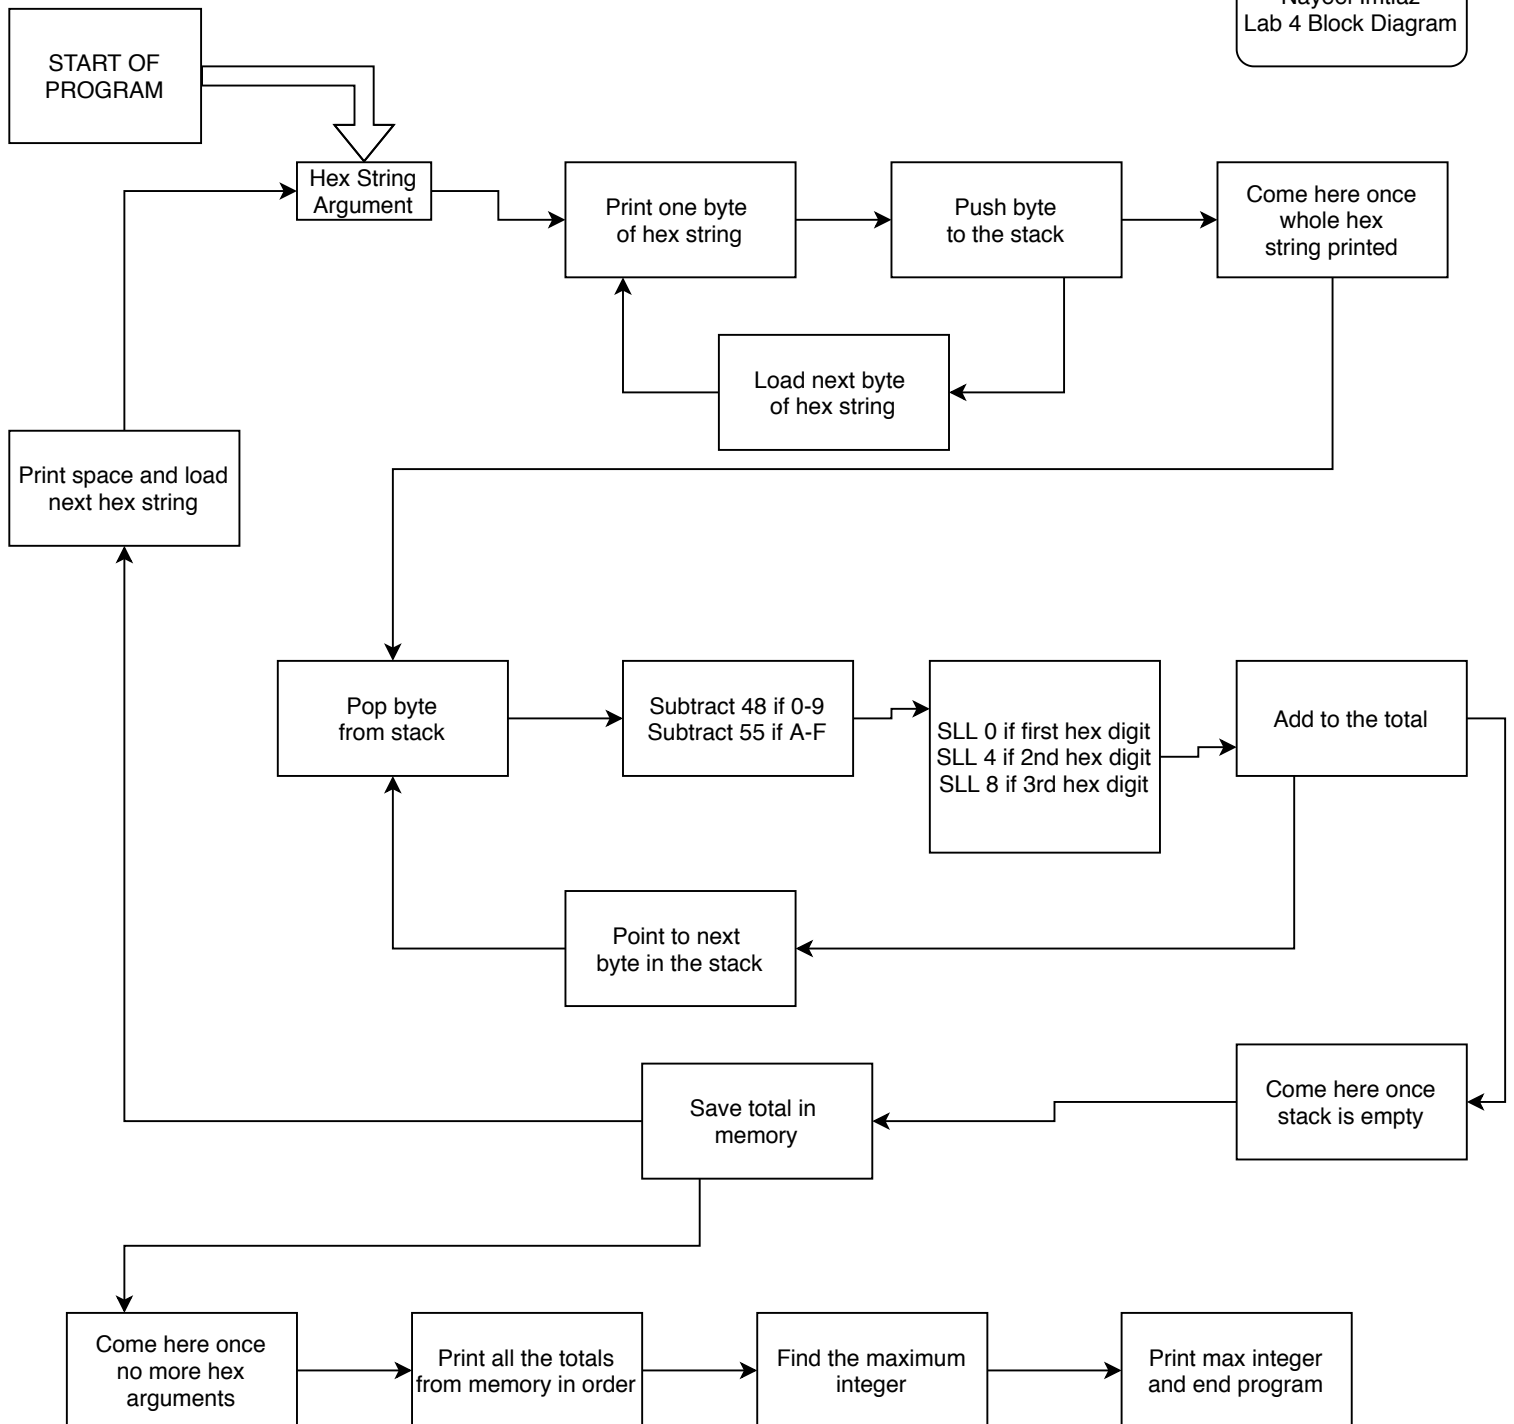 Lab 4 Block Diagram
START OF
PROGRAM
Hex String
Argument
Print one byte
of hex string
Push byte
to the stack
Come here once
whole hex
string printed
Load next byte
of hex string
Print space and load
next hex string
Pop byte
from stack
Subtract 48 if 0-9
Subtract 55 if A-F
SLL 0 if first hex digit
SLL 4 if 2nd hex digit
SLL 8 if 3rd hex digit
Add to the total
Point to next
byte in the stack
Come here once
stack is empty
Save total in
memory
Come here once
no more hex
arguments
Print all the totals
from memory in order
Find the maximum
integer
Print max integer
and end program